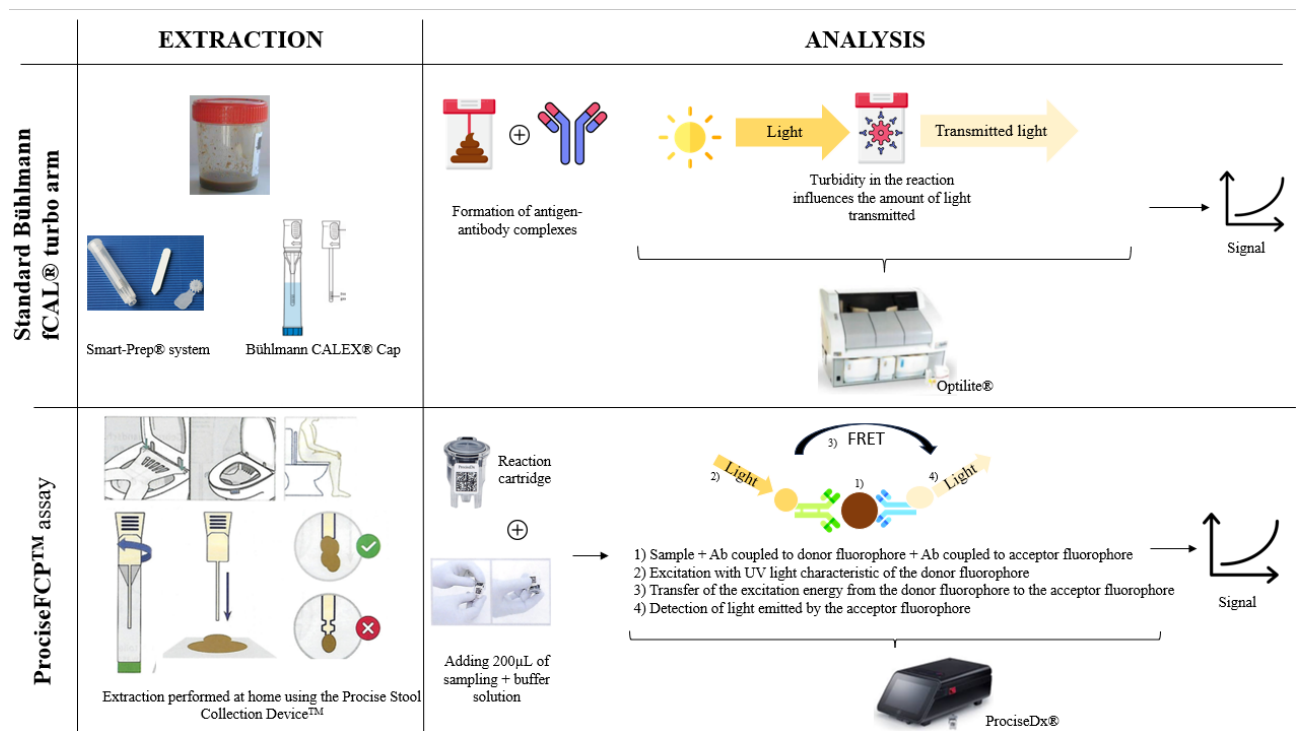 EXTRACTION
ANALYSIS
Standard Bühlmann
fCAL® turbo arm
Smart-Prep® system
Bühlmann CALEX® Cap
Formation of antigen-
antibody complexes
Light
Transmitted light
Turbidity in the reaction
influences the amount of light
transmitted
Optilite®
Signal
ProciseFCP™ assay
Extraction performed at home using the Procise Stool
Collection Device™
ProciseDx
Reaction
cartridge
Adding 200µL of
sampling + buffer
solution
3) FRET
2) Light
1)
4) Light
1) Sample + Ab coupled to donor fluorophore + Ab coupled to acceptor fluorophore
2) Excitation with UV light characteristic of the donor fluorophore
3) Transfer of the excitation energy from the donor fluorophore to the acceptor fluorophore
4) Detection of light emitted by the acceptor fluorophore
ProciseDx®
Signal